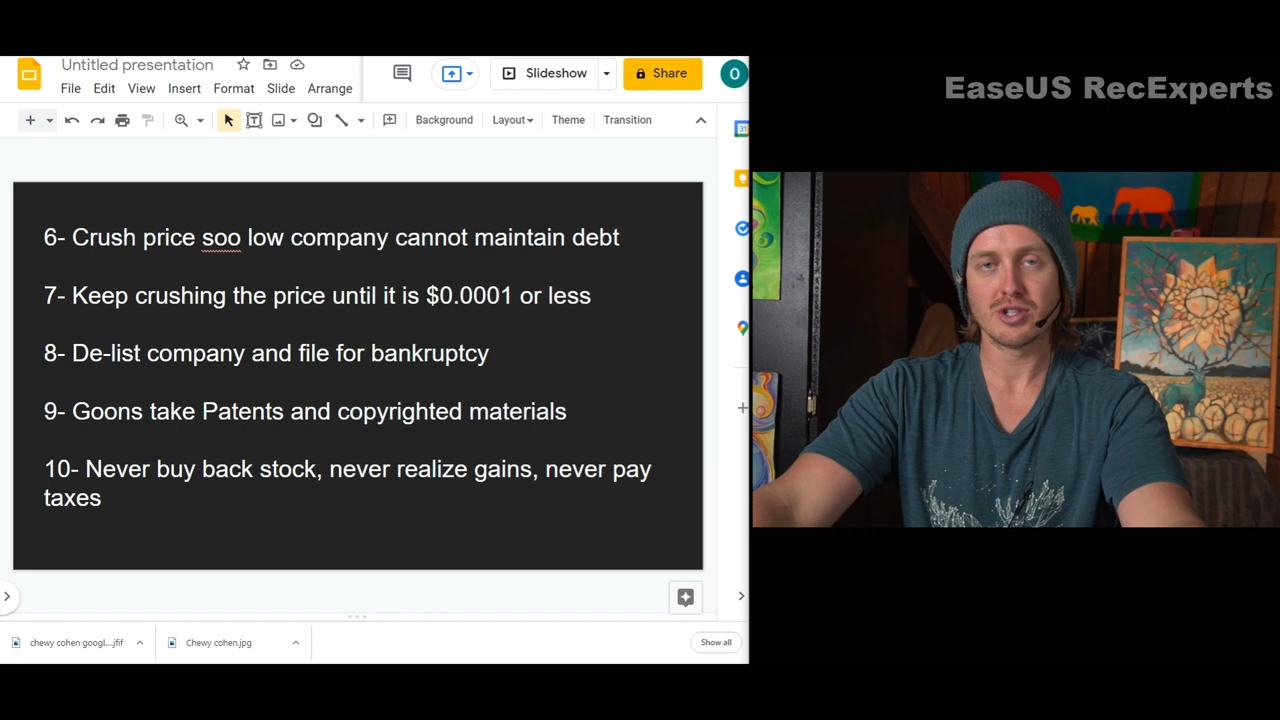 EaseUS RecExperts
Untitled presentation
File Edit View Insert Format Slide Arrange
Slideshow
Share
O
Background Layout Theme Transition
31
6- Crush price soo low company cannot maintain debt
7- Keep crushing the price until it is $0.0001 or less
8- De-list company and file for bankruptcy
9- Goons take Patents and copyrighted materials
10- Never buy back stock, never realize gains, never pay
taxes
chewy cohen googl....jfif
Chewy cohen.jpg
Show all